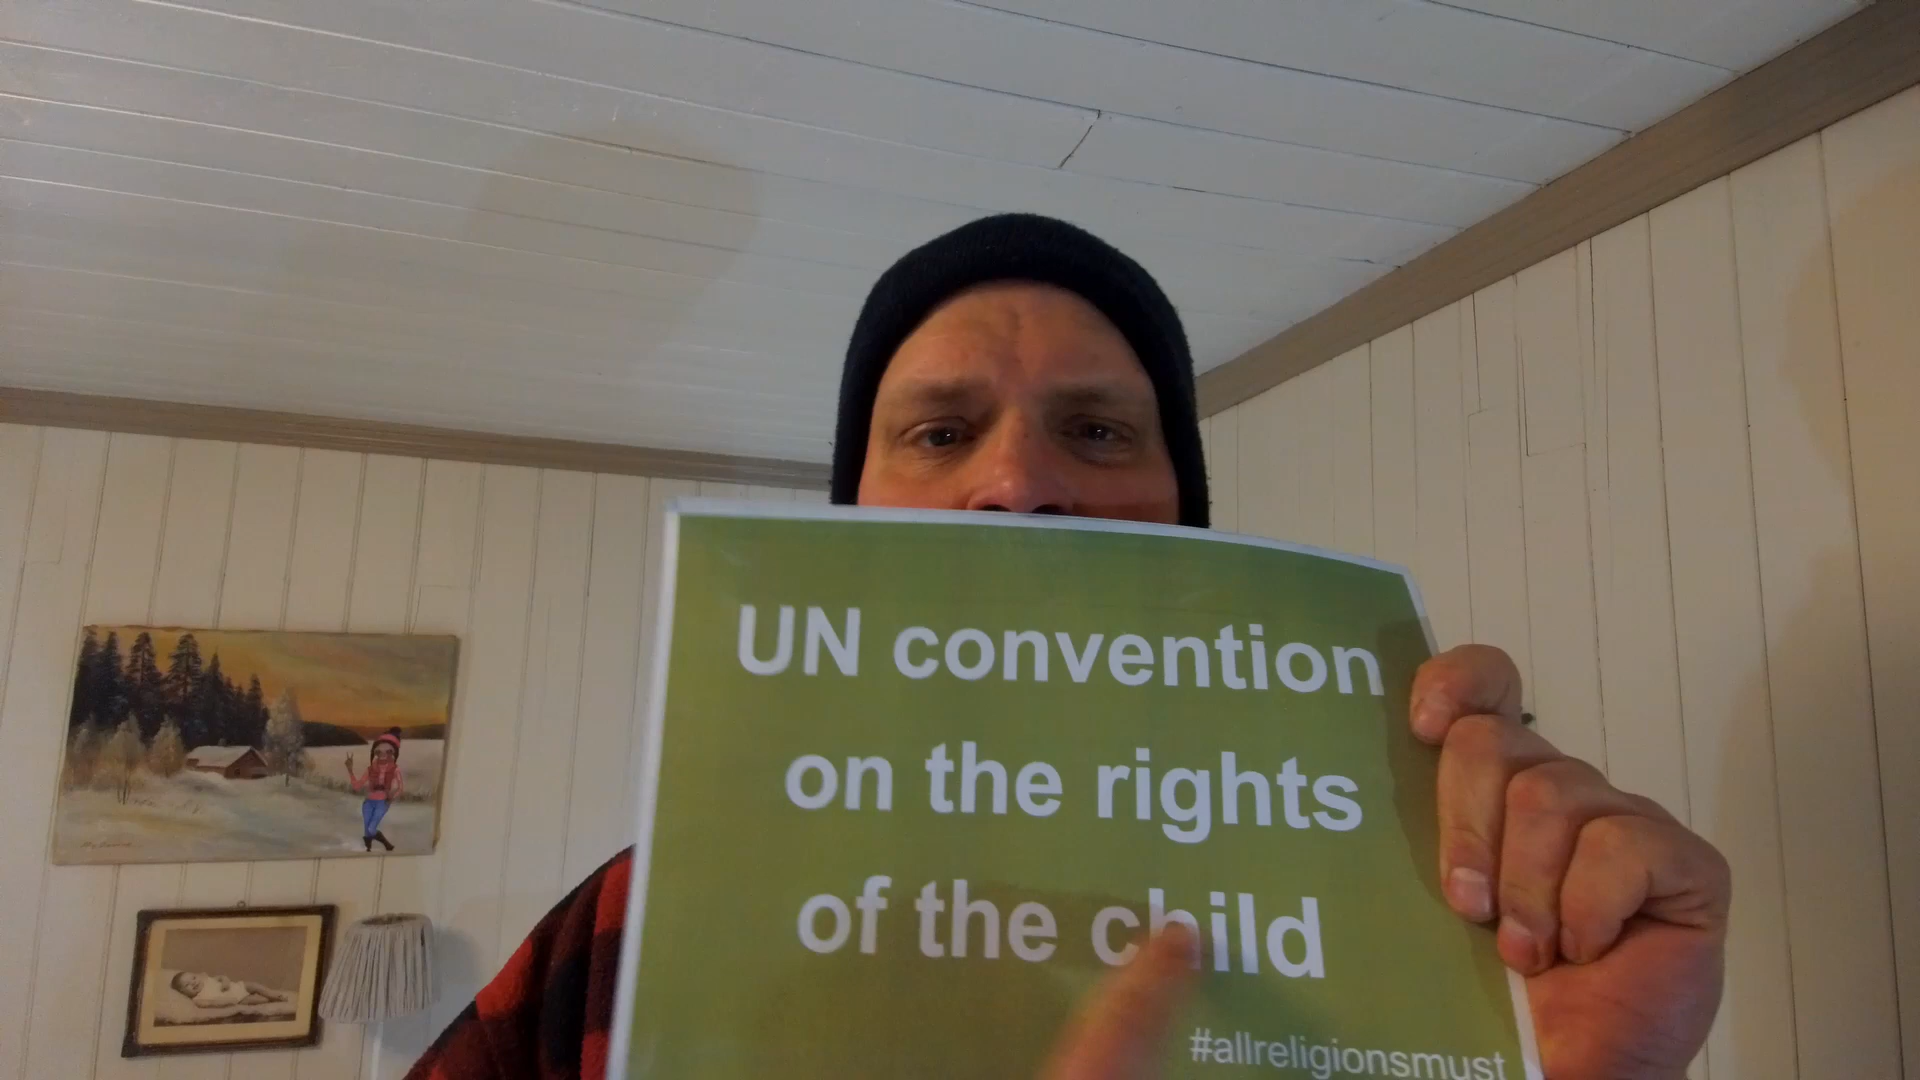 UN convention
on the rights
of the child
#allreligionsmust